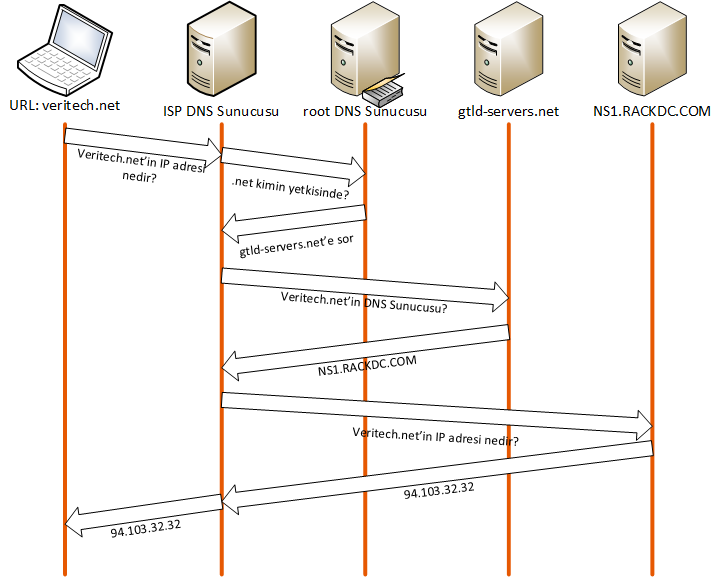 URL: veritech.net
ISP DNS Sunucusu
root DNS Sunucusu
gtld-servers.net
NS1.RACKDC.COM
Veritech.net'in IP adresi
nedir?
.net kimin yetkisinde?
gtld-servers.net'e sor
Veritech.net'in DNS Sunucusu?
NS1.RACKDC.COM
Veritech.net'in IP adresi nedir?
94.103.32.32
94.103.32.32